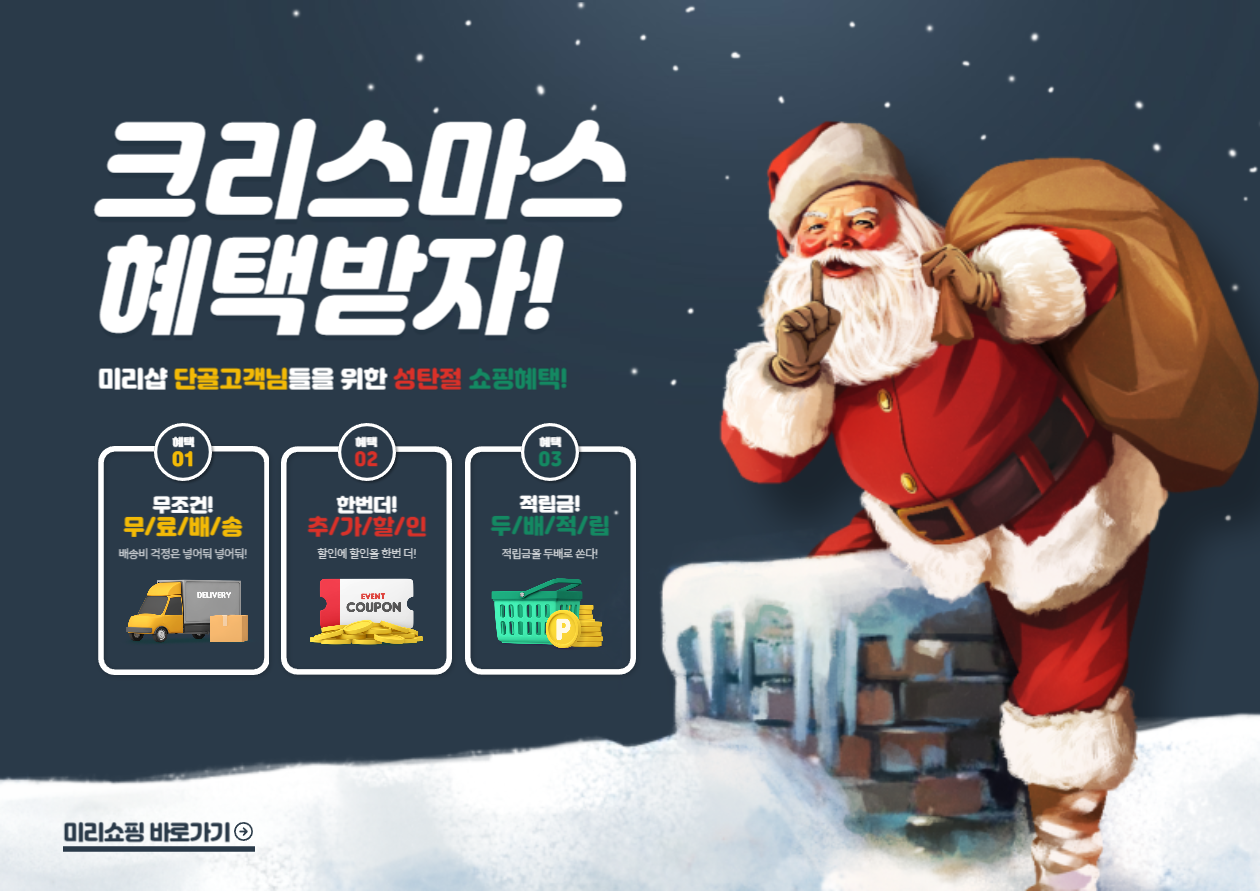 크리스마스
혜택받자!
미리샵 단골고객님들을 위한 성탄절 쇼핑혜택!
혜택
01
무조건!
무/료/배/송
배송비 걱정은 넣어둬 넣어둬!
DELIVERY
혜택
02
한번더!
추/가/할/인
할인에 할인을 한번 더!
EVENT
COUPON
혜택
03
적립금!
두/배/적/립
적립금을 두배로 쏜다!
P
미리쇼핑 바로가기